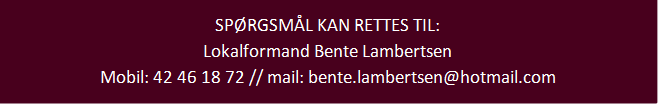 SPØRGSMÅL KAN RETTES TIL:
Lokalformand Bente Lambertsen
Mobil: 42 46 18 72 // mail: bente.lambertsen@hotmail.com